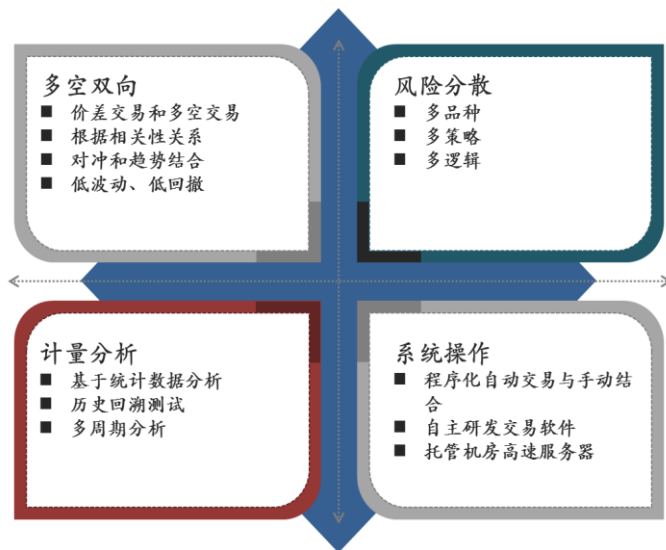 多空双向
■ 价差交易和多空交易
■ 根据相关性关系
■ 对冲和趋势结合
■ 低波动、低回撤
风险分散
■ 多品种
■ 多策略
■ 多逻辑
计量分析
■ 基于统计数据分析
■ 历史回溯测试
■ 多周期分析
系统操作
■ 程序化自动交易与手动结
合
■ 自主研发交易软件
■ 托管机房高速服务器